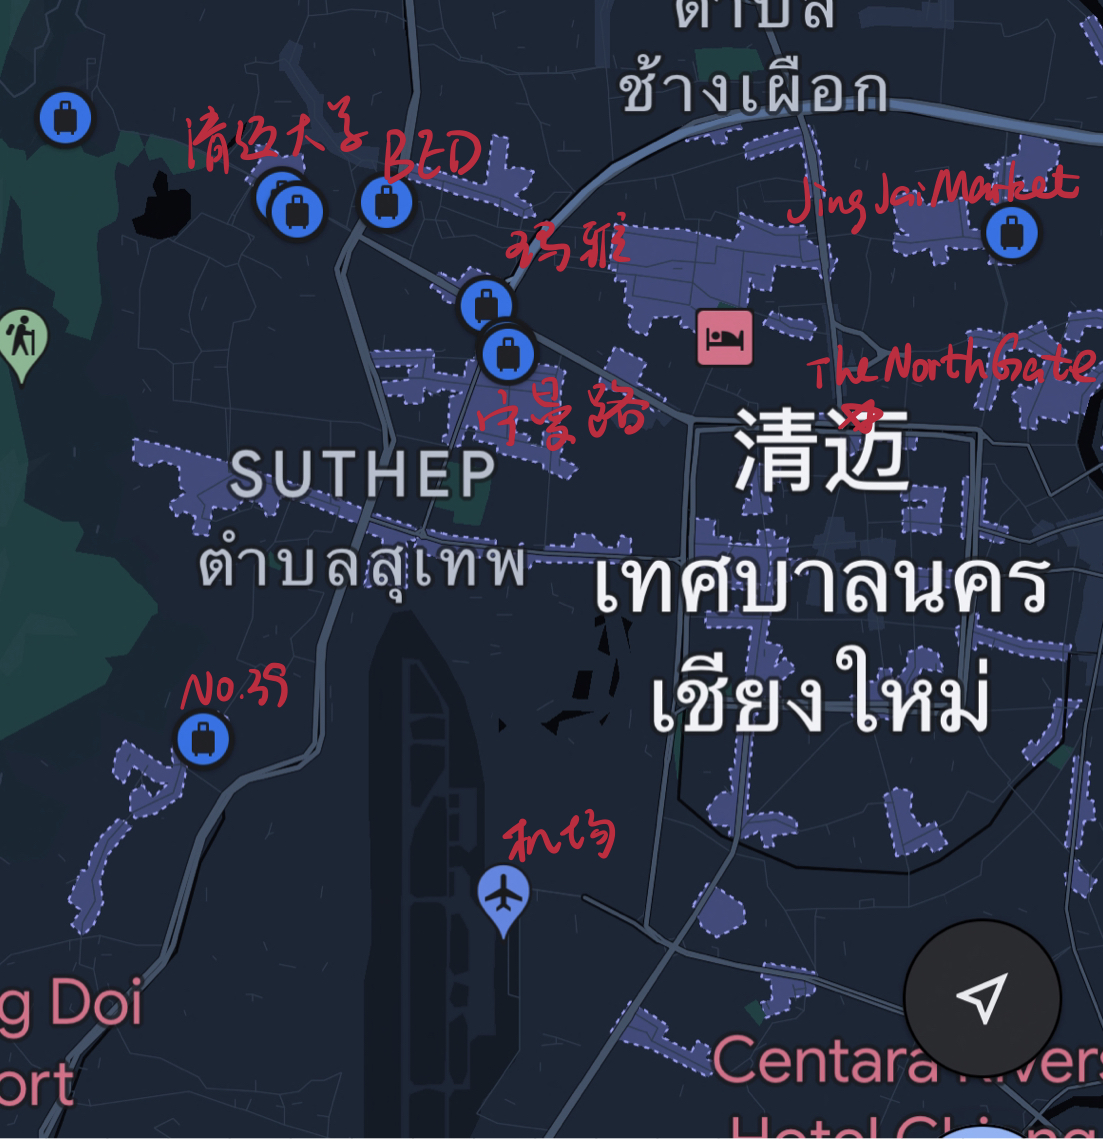 ตำบล
ช้างเผือก
清迈大学
BED
Jing Jai Market
玛雅
The North Gate
宁曼路
清迈
SUTHEP
ตำบลสุเทพ
เทศบาลนคร
เชียงใหม่
No.39
机场
g Doi
ort
Centara
Hotel Chiang